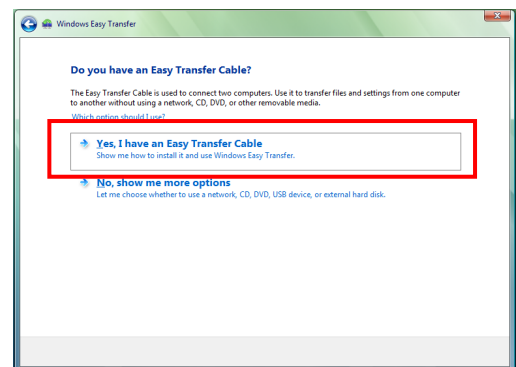 Windows Easy Transfer
Do you have an Easy Transfer Cable?
The Easy Transfer Cable is used to connect two computers. Use it to transfer files and settings from one computer
to another without using a network, CD, DVD, or other removable media.
Which option should I use?
Yes, I have an Easy Transfer Cable
Show me how to install it and use Windows Easy Transfer.
No, show me more options
Let me choose whether to use a network, CD, DVD, USB device, or external hard disk.